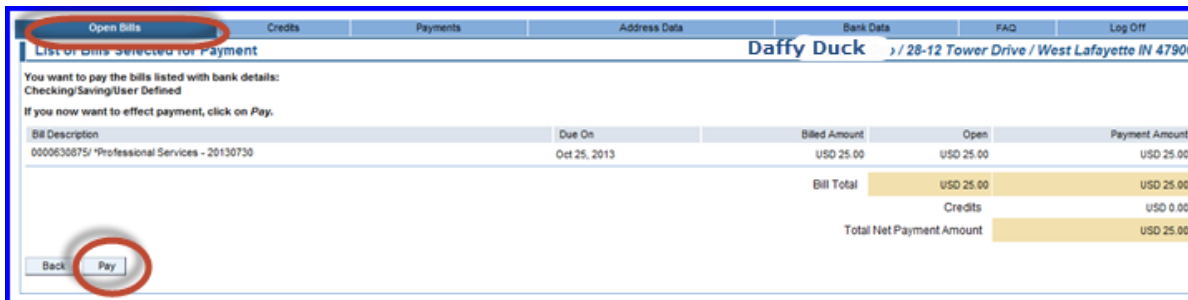 Open Bills Credits Payments Address Data Bank Data FAQ Log Off
List of Bills Selected for Payment Daffy Duck / 28-12 Tower Drive / West Lafayette IN 4790
You want to pay the bills listed with bank details:
Checking/Saving/User Defined
If you now want to effect payment, click on Pay.
Bill Description Due On Billed Amount Open Payment Amount
0000630875/ *Professional Services - 20130730 Oct 25, 2013 USD 25.00 USD 25.00 USD 25.00
Bill Total USD 25.00 USD 25.00
Credits USD 0.00
Total Net Payment Amount USD 25.00
Back Pay